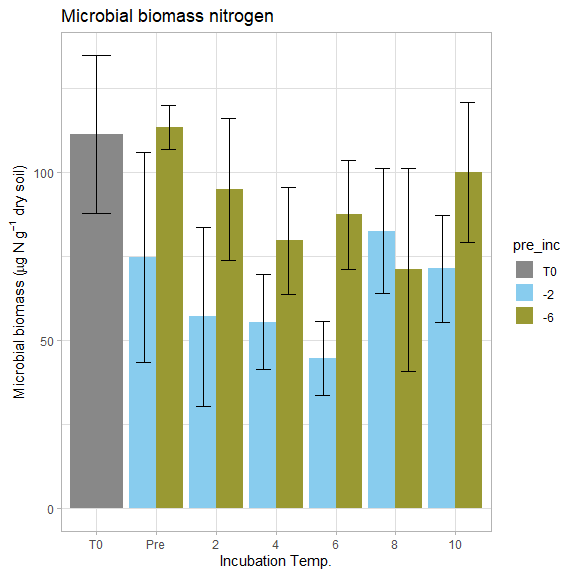 Microbial biomass nitrogen
Microbial biomass (μg N g⁻¹ dry soil)
100
50
0
T0 Pre 2 4 6 8 10
Incubation Temp.
pre_inc
T0
-2
-6